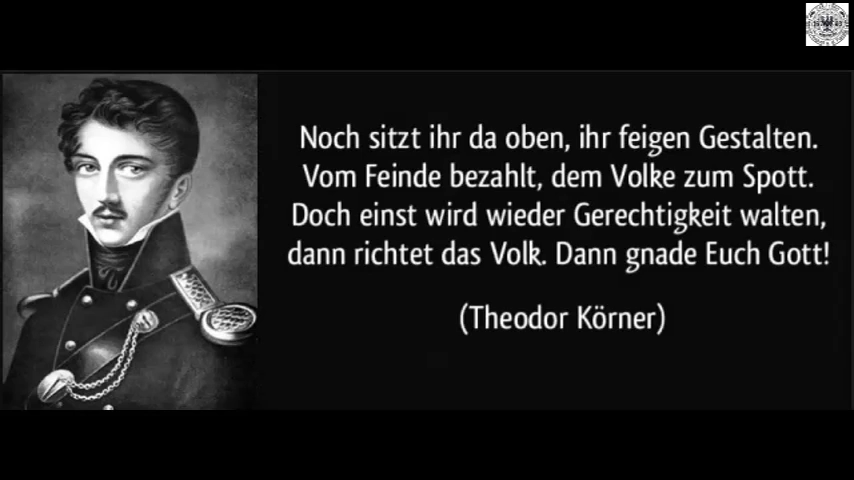 Noch sitzt ihr da oben, ihr feigen Gestalten.
Vom Feinde bezahlt, dem Volke zum Spott.
Doch einst wird wieder Gerechtigkeit walten,
dann richtet das Volk. Dann gnade Euch Gott!
(Theodor Körner)